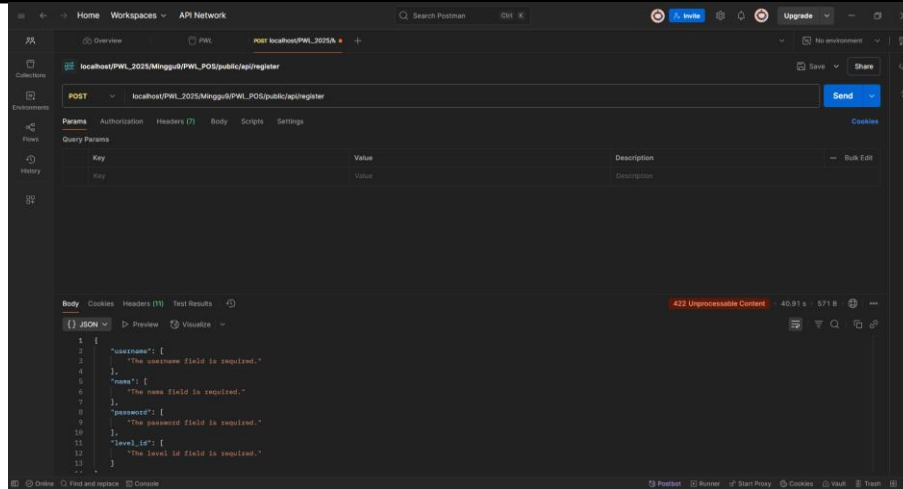 Home Workspaces API Network Search Postman Ctrl K Invite Upgrade
Overview PWL POST localhost/PWL_2025/M No environment
Collections
localhost/PWL_2025/Minggu9/PWL_POS/public/api/register Save Share
Environments
POST localhost/PWL_2025/Minggu9/PWL_POS/public/api/register Send
Flows
Params Authorization Headers (7) Body Scripts Settings Cookies
History
Query Params
Key Value Description Bulk Edit
Key Value Description
Body Cookies Headers (11) Test Results 422 Unprocessable Content 40.91 s 571 B
{} JSON Preview Visualize
1 {
2 "username": [
3 "The username field is required."
4 ],
5 "nama": [
6 "The nama field is required."
7 ],
8 "password": [
9 "The password field is required."
10 ],
11 "level_id": [
12 "The level id field is required."
13 ]
Online Find and replace Console Postbot Runner Start Proxy Cookies Vault Trash